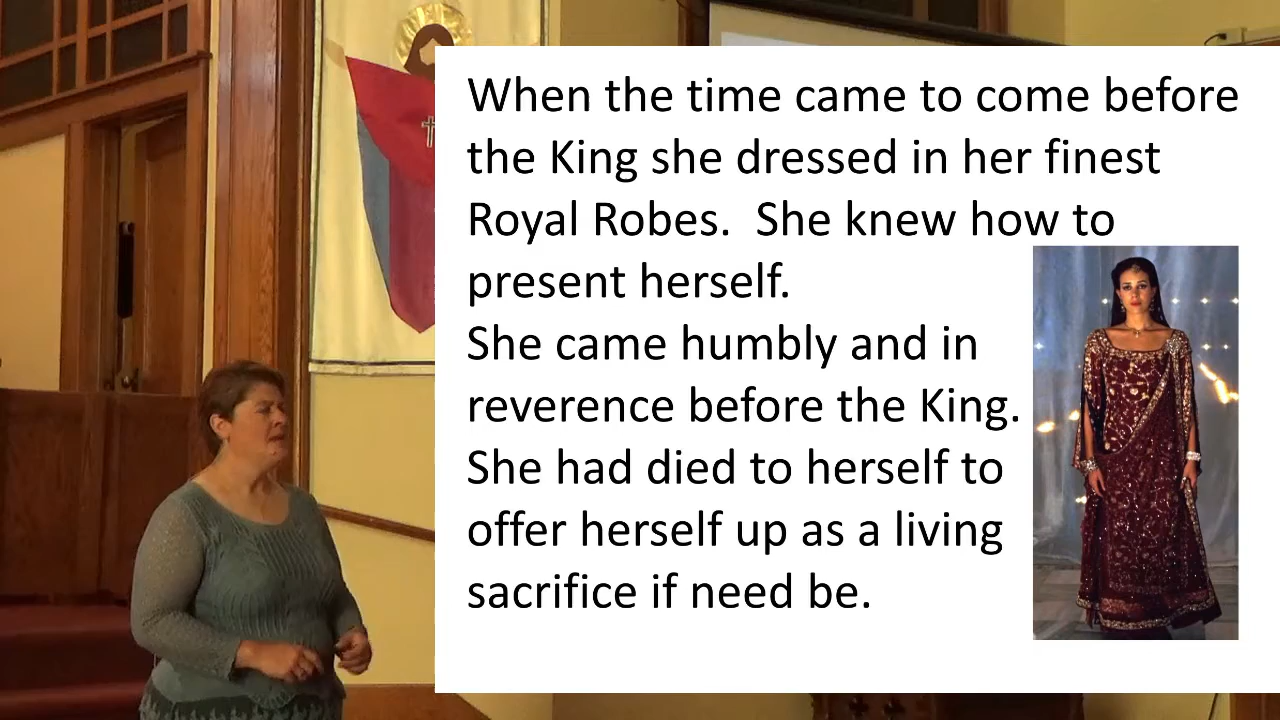 When the time came to come before
the King she dressed in her finest
Royal Robes.  She knew how to
present herself.
She came humbly and in
reverence before the King.
She had died to herself to
offer herself up as a living
sacrifice if need be.